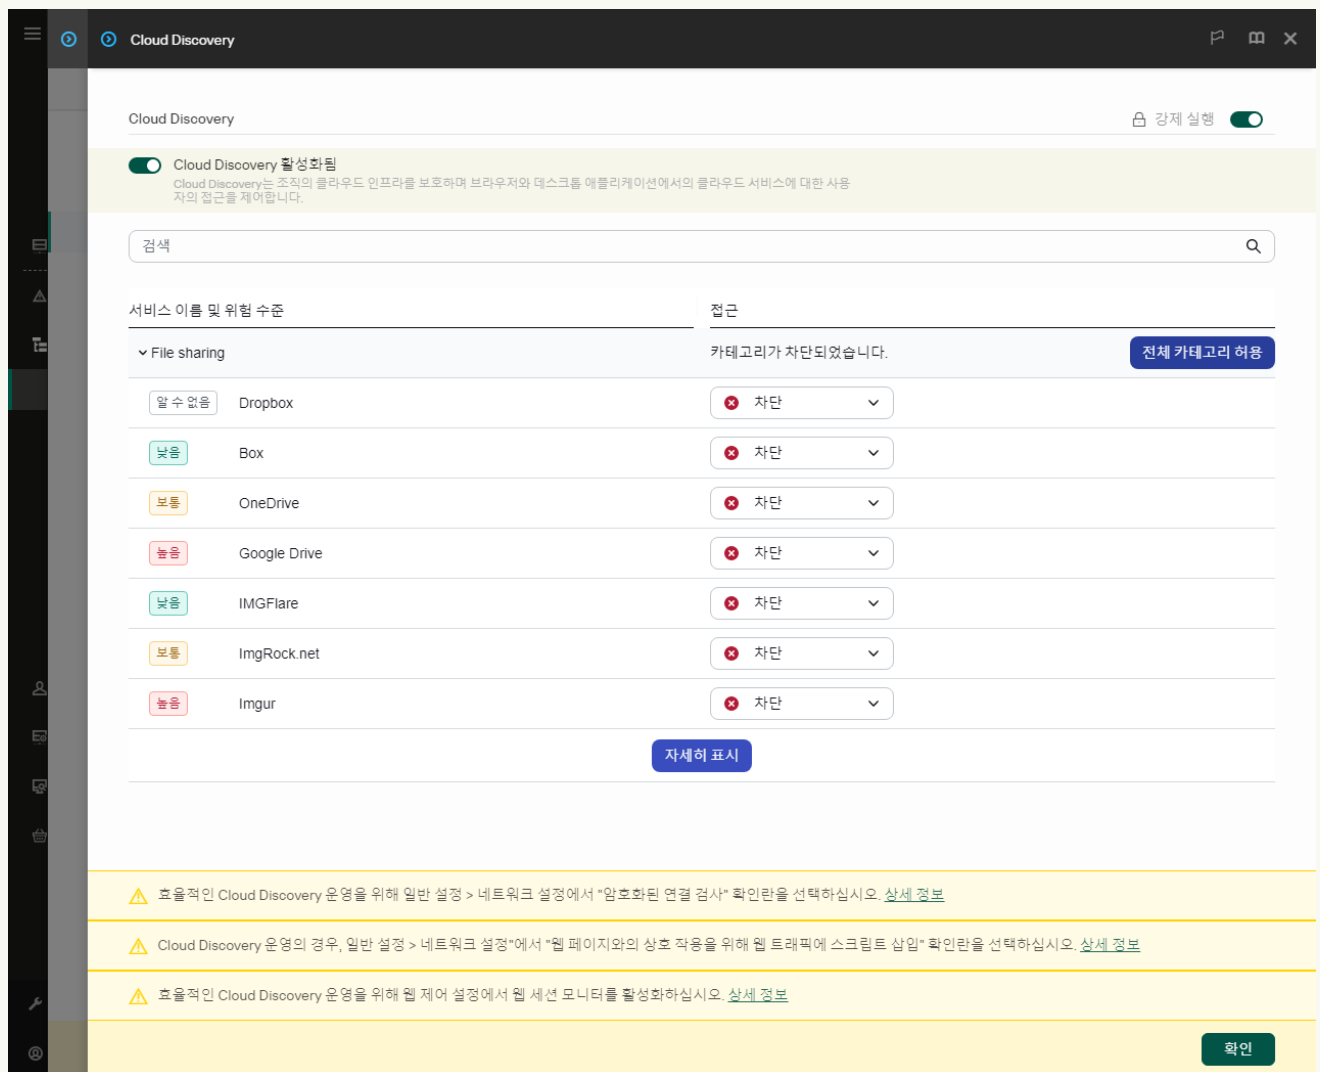 Cloud Discovery
Cloud Discovery
강제 실행
Cloud Discovery 활성화됨
Cloud Discovery는 조직의 클라우드 인프라를 보호하며 브라우저와 데스크톱 애플리케이션에서의 클라우드 서비스에 대한 사용
자의 접근을 제어합니다.
검색
서비스 이름 및 위험 수준
접근
File sharing
카테고리가 차단되었습니다.
전체 카테고리 허용
알 수 없음 Dropbox 차단
낮음 Box 차단
보통 OneDrive 차단
높음 Google Drive 차단
낮음 IMGFlare 차단
보통 ImgRock.net 차단
높음 Imgur 차단
자세히 표시
효율적인 Cloud Discovery 운영을 위해 일반 설정 > 네트워크 설정에서 "암호화된 연결 검사" 확인란을 선택하십시오. 상세 정보
Cloud Discovery 운영의 경우, 일반 설정 > 네트워크 설정"에서 "웹 페이지와의 상호 작용을 위해 웹 트래픽에 스크립트 삽입" 확인란을 선택하십시오. 상세 정보
효율적인 Cloud Discovery 운영을 위해 웹 제어 설정에서 웹 세션 모니터를 활성화하십시오. 상세 정보
확인